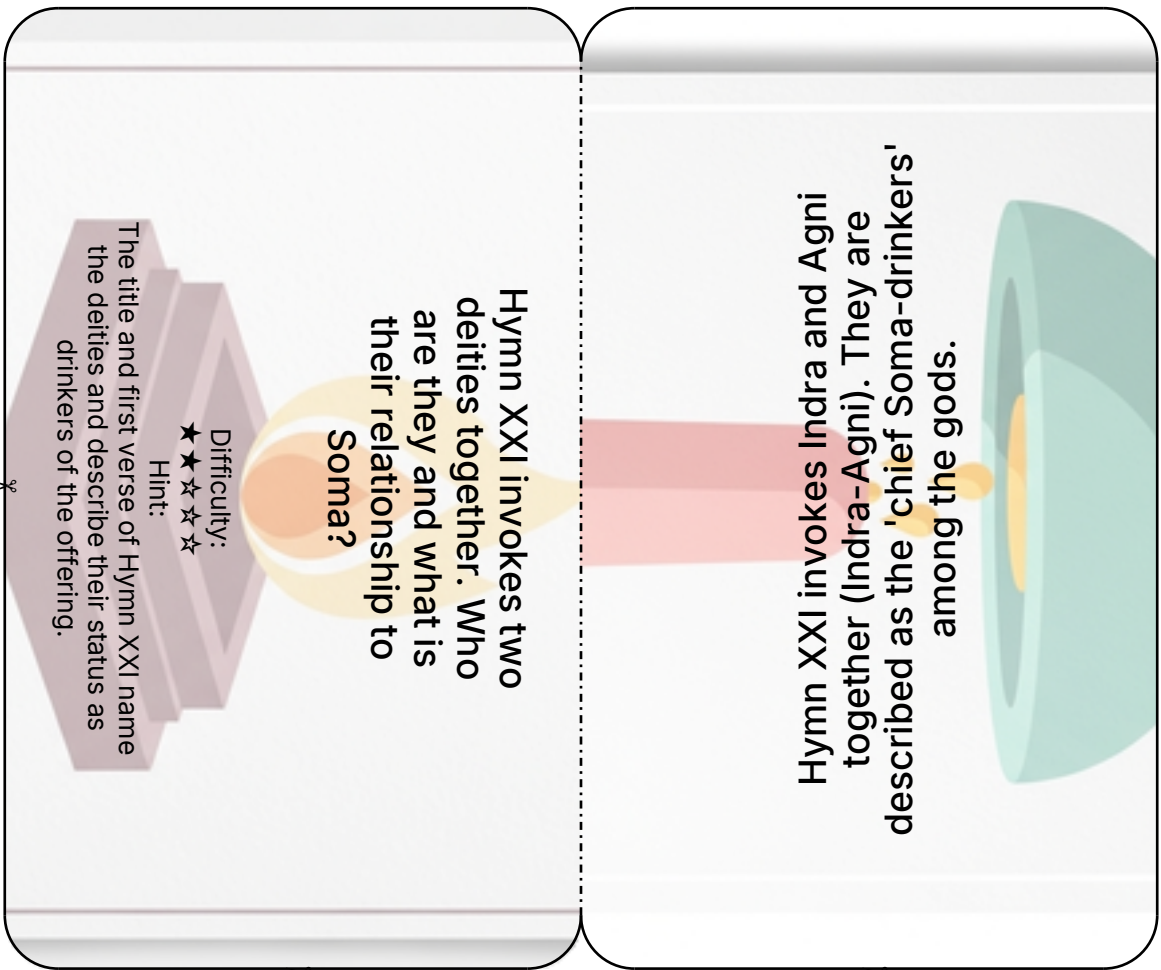 Hymn XXI invokes two
deities together. Who
are they and what is
their relationship to
Soma?
Difficulty:
★★☆☆☆
Hint:
The title and first verse of Hymn XXI name
the deities and describe their status as
drinkers of the offering.
Hymn XXI invokes Indra and Agni
together (Indra-Agni). They are
described as the 'chief Soma-drinkers'
among the gods.